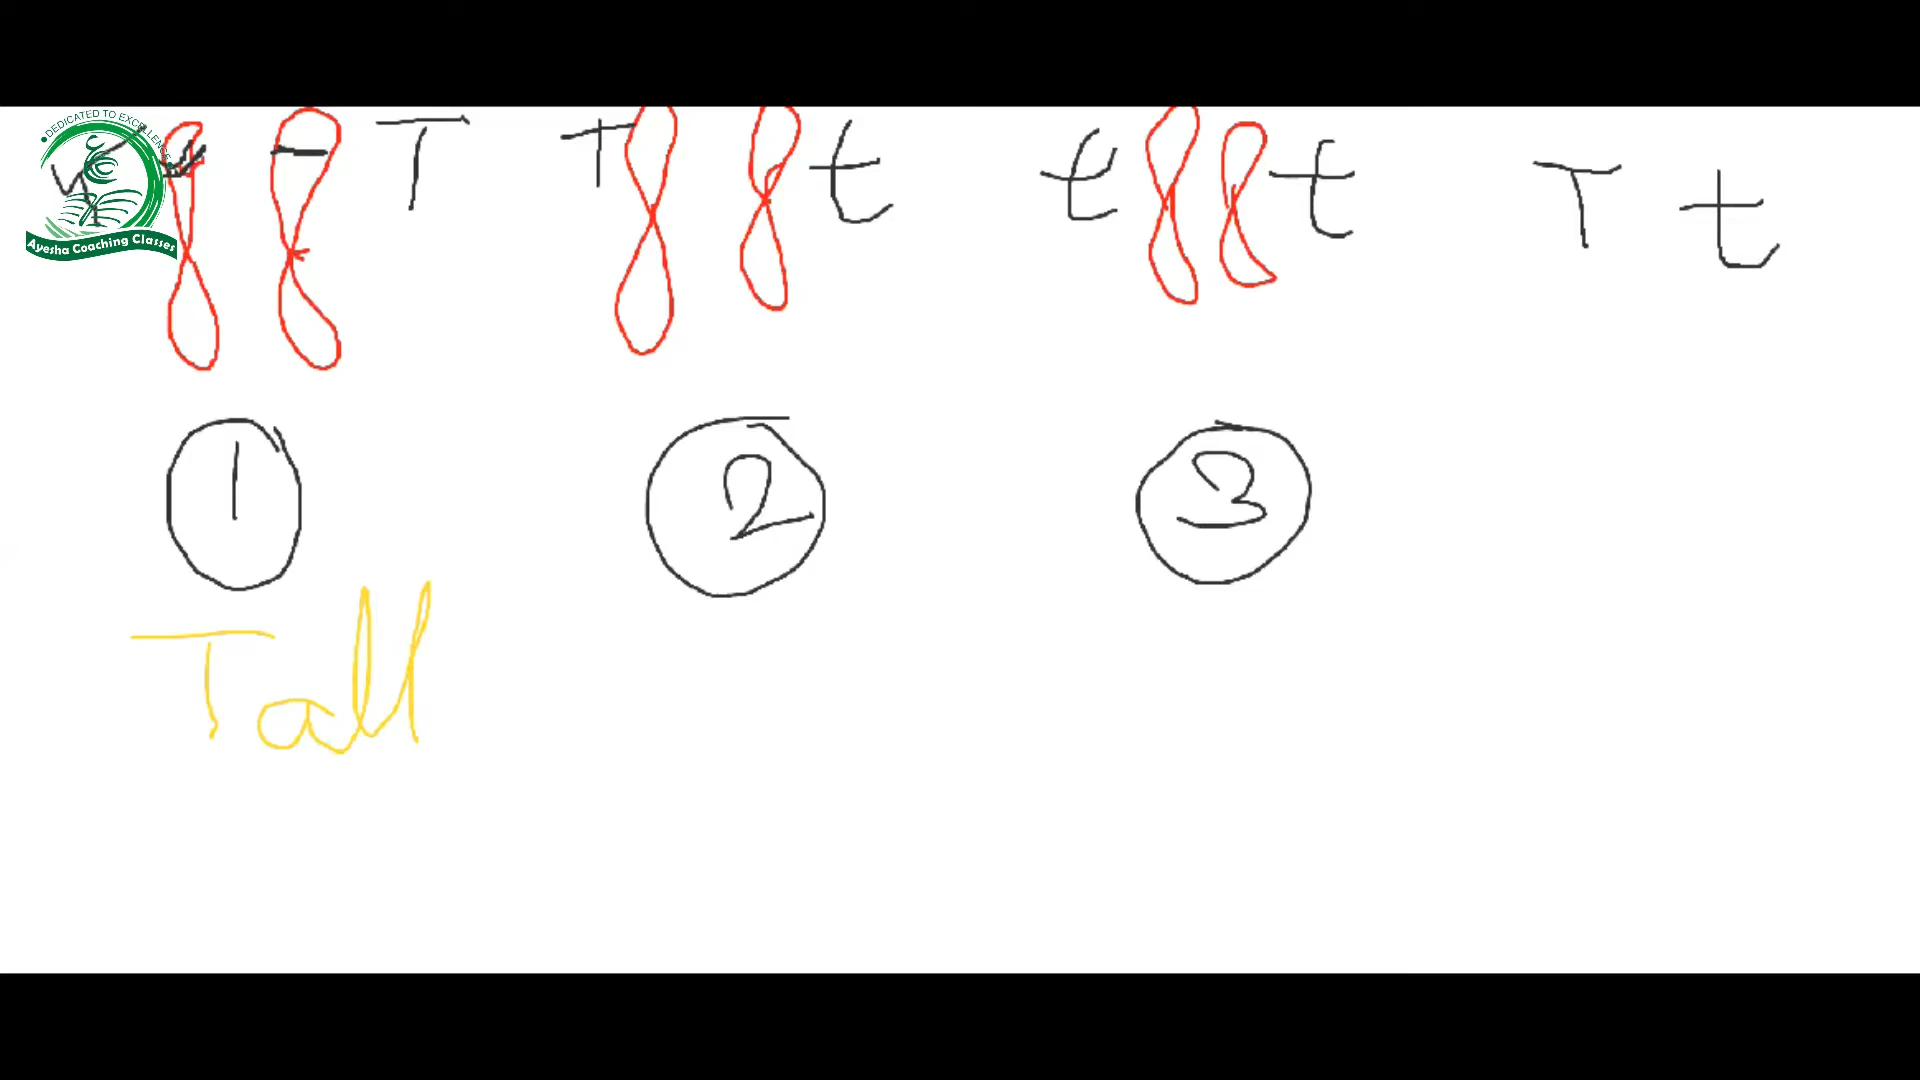 DEDICATED TO EXCELLENCE
Ayesha Coaching Classes
T T t t t T t
1 2 3
Tall